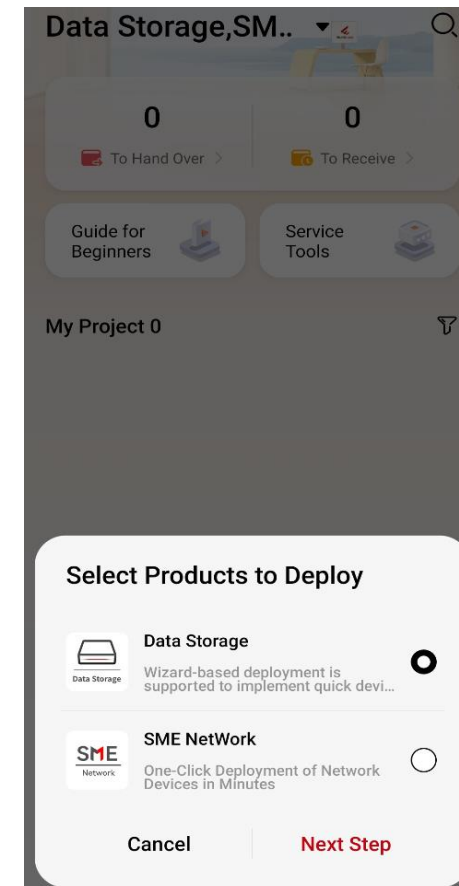 Data Storage,SM..
0
To Hand Over >
0
To Receive >
Guide for
Beginners
Service
Tools
My Project 0
Select Products to Deploy
Data Storage
Data Storage
Wizard-based deployment is
supported to implement quick devi...
SME
Network
SME NetWork
One-Click Deployment of Network
Devices in Minutes
Cancel
Next Step